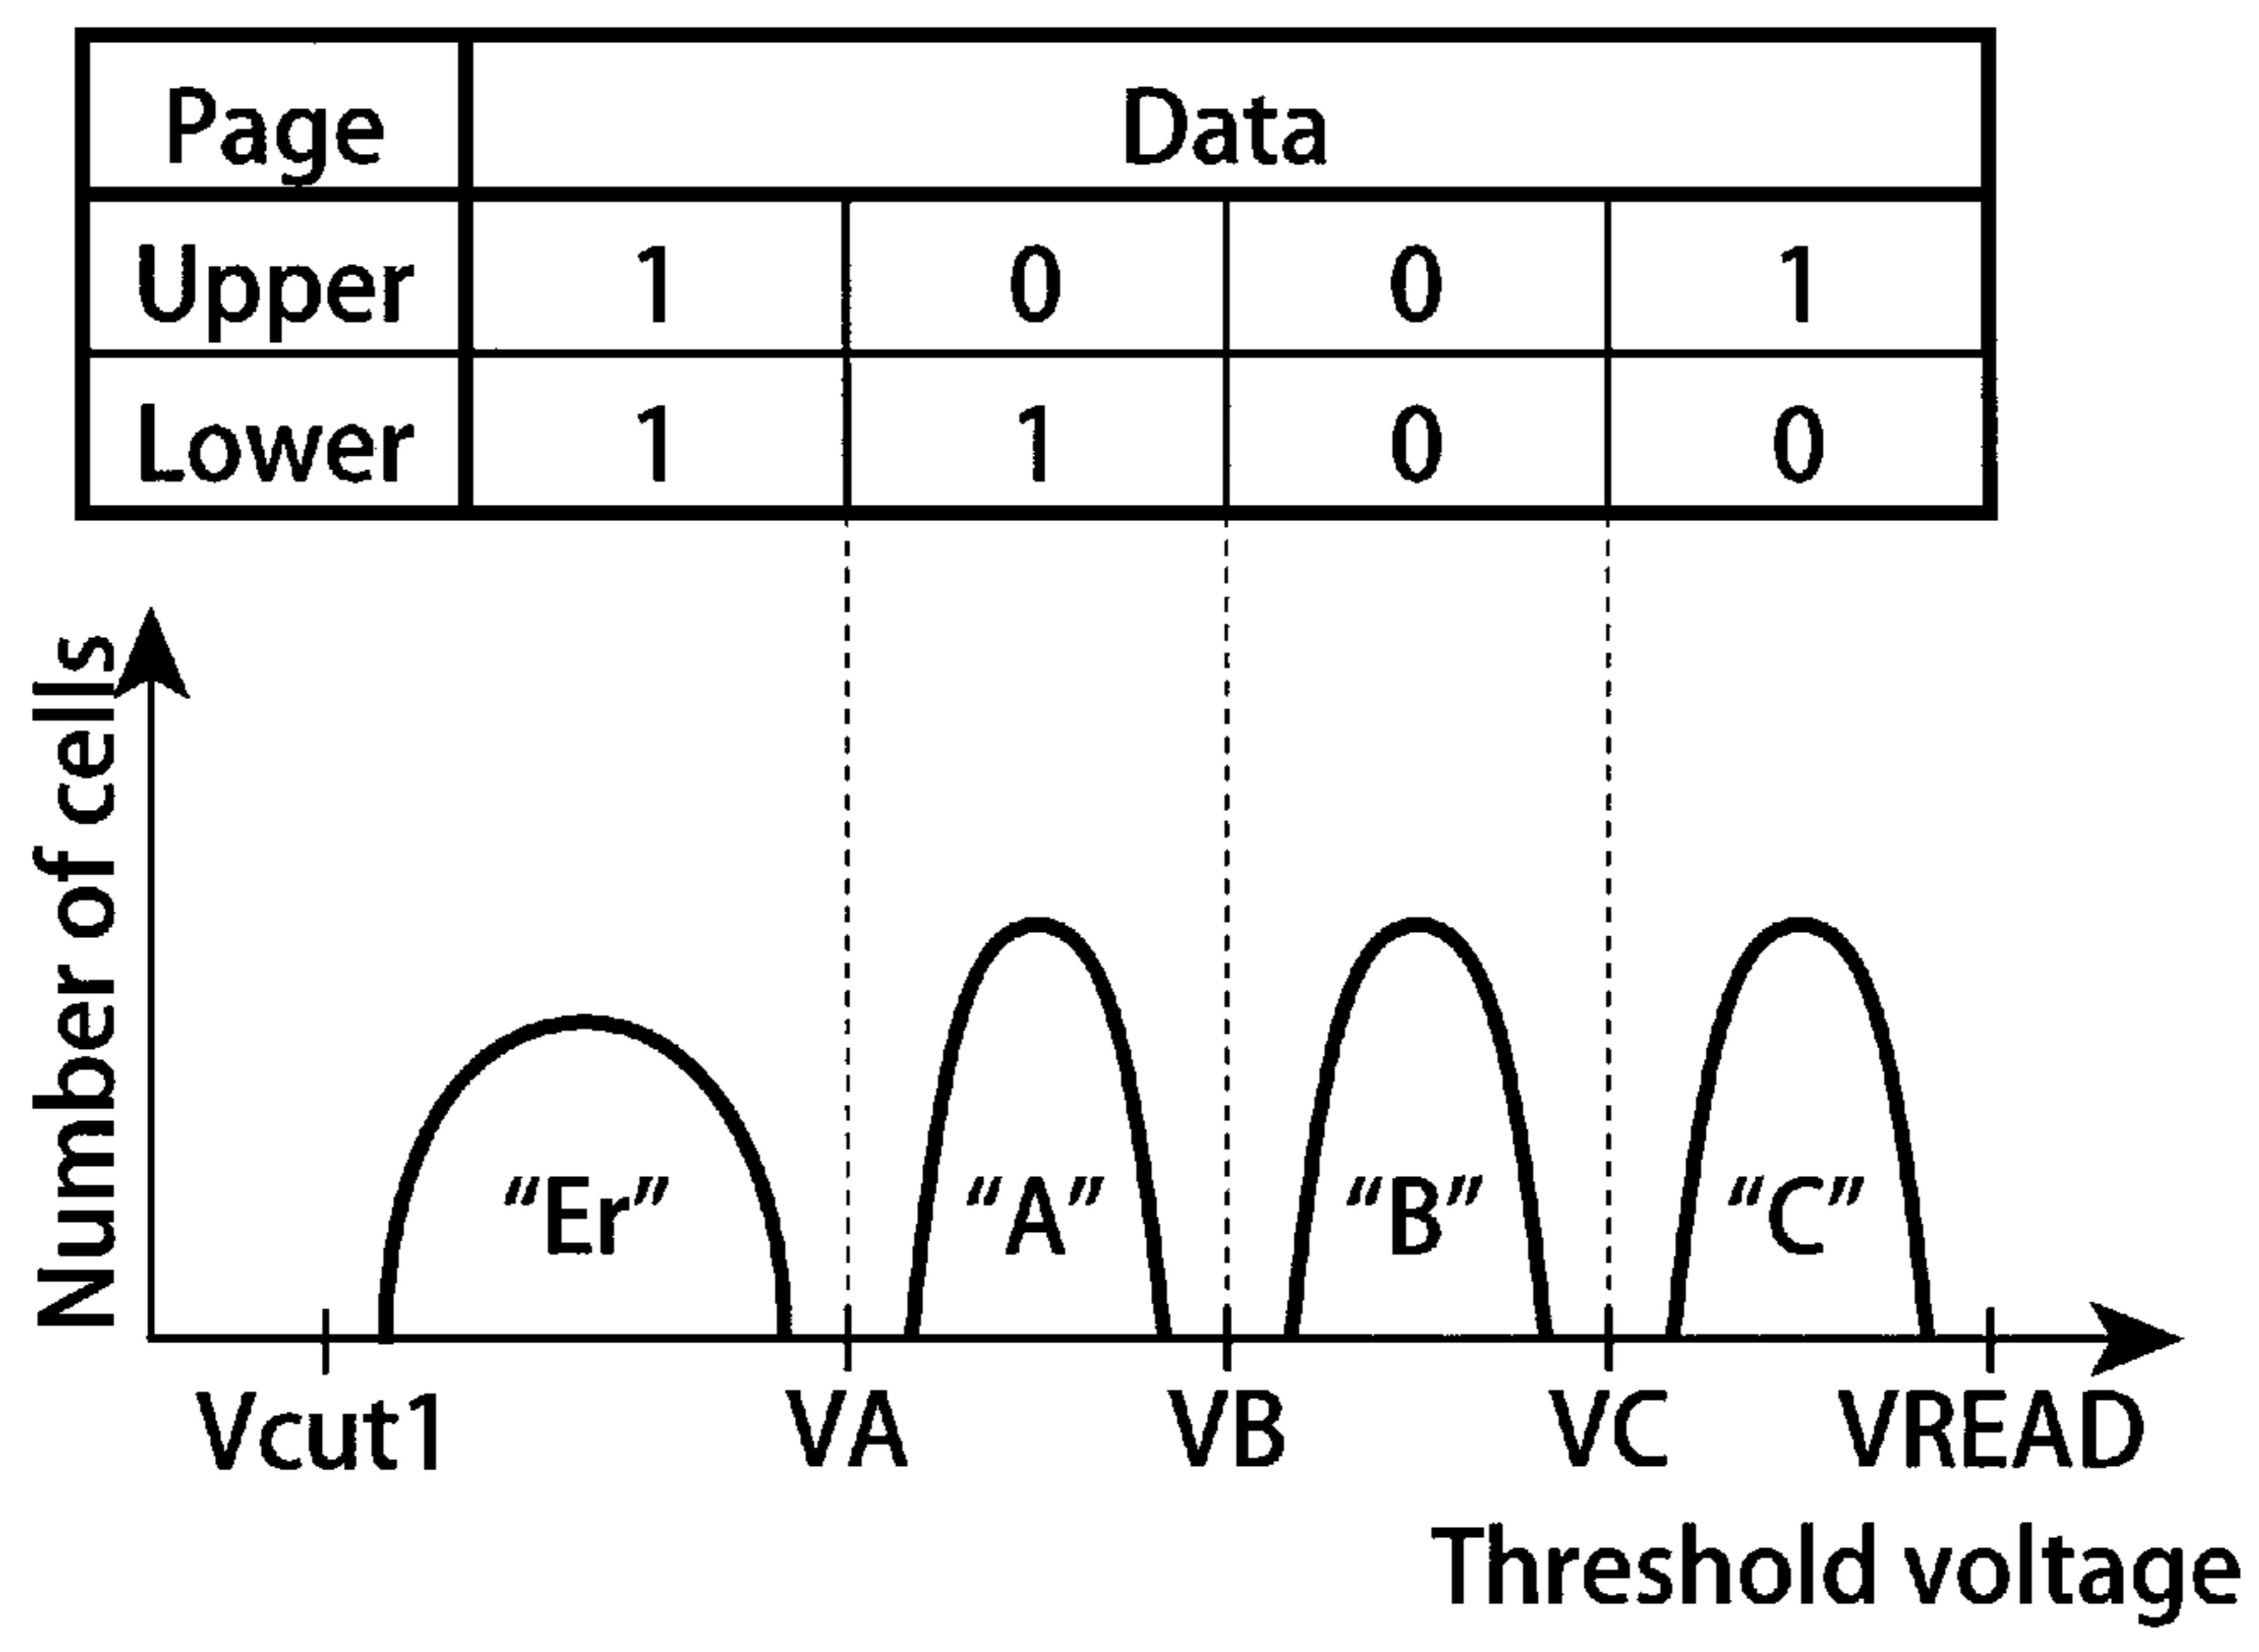 Page Data
Upper 1 0 0 1
Lower 1 1 0 0
Number of cells
“Er” “A” “B” “C”
Vcut1 VA VB VC VREAD
Threshold voltage